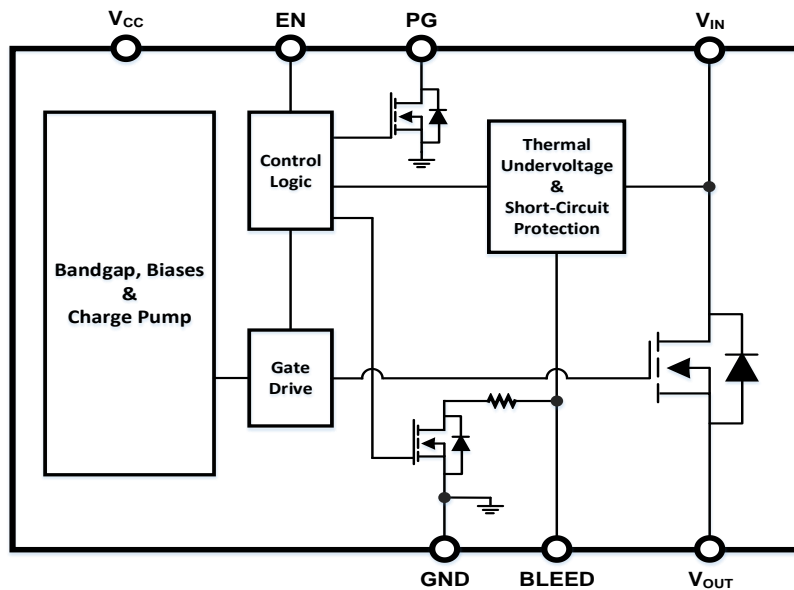 VCC
EN
PG
VIN
Control
Logic
Thermal
Undervoltage
&
Short-Circuit
Protection
Bandgap, Biases
&
Charge Pump
Gate
Drive
GND
BLEED
VOUT